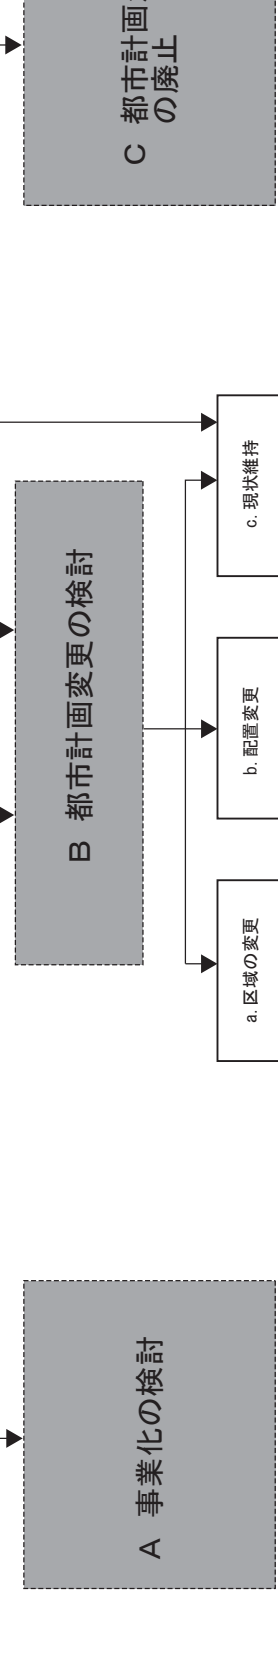 A 事業化の検討
B 都市計画変更の検討
a. 区域の変更
b. 配置変更
c. 現状維持
C 都市計画
の廃止